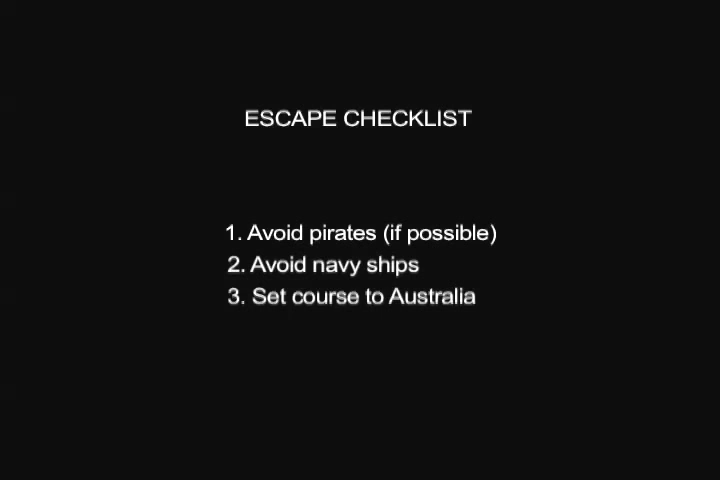 ESCAPE CHECKLIST
1. Avoid pirates (if possible)
2. Avoid navy ships
3. Set course to Australia